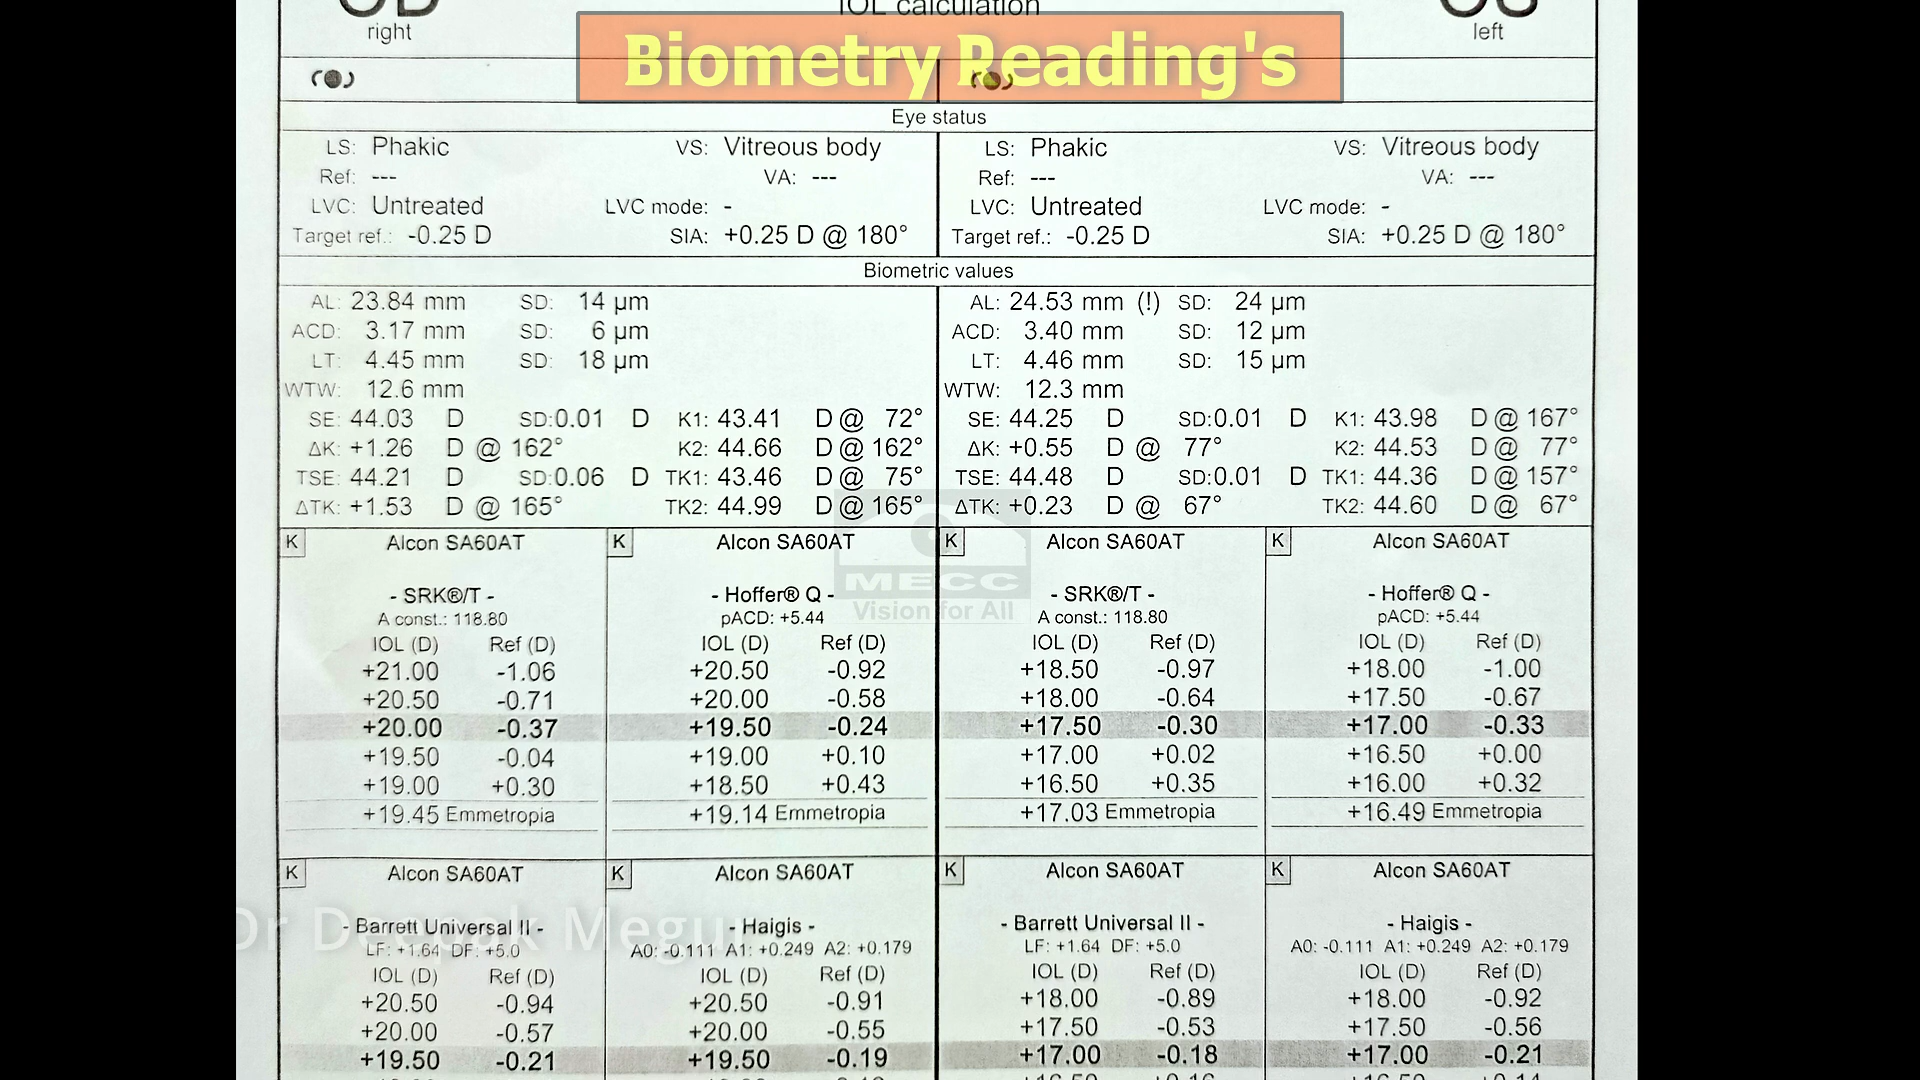 OD
IOL calculation
OS
right
left
Biometry Reading's
Eye status
LS: Phakic VS: Vitreous body
Ref: --- VA: ---
LVC: Untreated LVC mode: -
Target ref.: -0.25 D SIA: +0.25 D @ 180°
LS: Phakic VS: Vitreous body
Ref: --- VA: ---
LVC: Untreated LVC mode: -
Target ref.: -0.25 D SIA: +0.25 D @ 180°
Biometric values
AL: 23.84 mm SD: 14 µm
ACD: 3.17 mm SD: 6 µm
LT: 4.45 mm SD: 18 µm
WTW: 12.6 mm
SE: 44.03 D SD:0.01 D K1: 43.41 D @ 72°
ΔK: +1.26 D @ 162° K2: 44.66 D @ 162°
TSE: 44.21 D SD:0.06 D TK1: 43.46 D @ 75°
ΔTK: +1.53 D @ 165° TK2: 44.99 D @ 165°
AL: 24.53 mm (!) SD: 24 µm
ACD: 3.40 mm SD: 12 µm
LT: 4.46 mm SD: 15 µm
WTW: 12.3 mm
SE: 44.25 D SD:0.01 D K1: 43.98 D @ 167°
ΔK: +0.55 D @ 77° K2: 44.53 D @ 77°
TSE: 44.48 D SD:0.01 D TK1: 44.36 D @ 157°
ΔTK: +0.23 D @ 67° TK2: 44.60 D @ 67°
K Alcon SA60AT
- SRK®/T -
A const.: 118.80
IOL (D) Ref (D)
+21.00 -1.06
+20.50 -0.71
+20.00 -0.37
+19.50 -0.04
+19.00 +0.30
+19.45 Emmetropia
K Alcon SA60AT
- Hoffer® Q -
pACD: +5.44
IOL (D) Ref (D)
+20.50 -0.92
+20.00 -0.58
+19.50 -0.24
+19.00 +0.10
+18.50 +0.43
+19.14 Emmetropia
K Alcon SA60AT
- SRK®/T -
A const.: 118.80
IOL (D) Ref (D)
+18.50 -0.97
+18.00 -0.64
+17.50 -0.30
+17.00 +0.02
+16.50 +0.35
+17.03 Emmetropia
K Alcon SA60AT
- Hoffer® Q -
pACD: +5.44
IOL (D) Ref (D)
+18.00 -1.00
+17.50 -0.67
+17.00 -0.33
+16.50 +0.00
+16.00 +0.32
+16.49 Emmetropia
MECC
Vision for All
K Alcon SA60AT
- Barrett Universal II -
LF: +1.64 DF: +5.0
IOL (D) Ref (D)
+20.50 -0.94
+20.00 -0.57
+19.50 -0.21
K Alcon SA60AT
- Haigis -
A0: -0.111 A1: +0.249 A2: +0.179
IOL (D) Ref (D)
+20.50 -0.91
+20.00 -0.55
+19.50 -0.19
K Alcon SA60AT
- Barrett Universal II -
LF: +1.64 DF: +5.0
IOL (D) Ref (D)
+18.00 -0.89
+17.50 -0.53
+17.00 -0.18
K Alcon SA60AT
- Haigis -
A0: -0.111 A1: +0.249 A2: +0.179
IOL (D) Ref (D)
+18.00 -0.92
+17.50 -0.56
+17.00 -0.21
Dr Deepak Megur